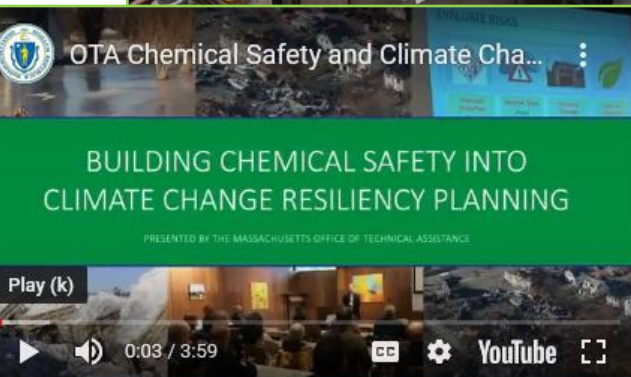 OTA Chemical Safety and Climate Cha...
EVALUATE RISKS
BUILDING CHEMICAL SAFETY INTO
CLIMATE CHANGE RESILIENCY PLANNING
PRESENTED BY THE MASSACHUSETTS OFFICE OF TECHNICAL ASSISTANCE
Play (k)
0:03 / 3:59
CC
YouTube